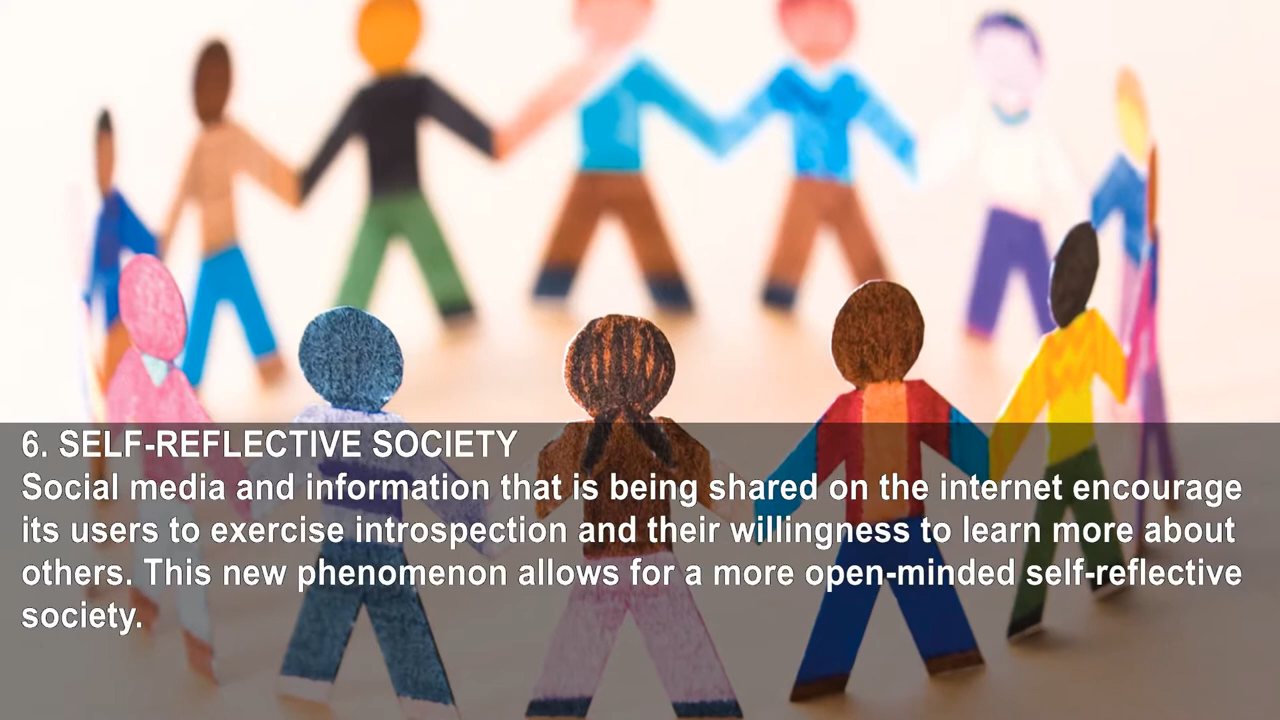 6. SELF-REFLECTIVE SOCIETY
Social media and information that is being shared on the internet encourage
its users to exercise introspection and their willingness to learn more about
others. This new phenomenon allows for a more open-minded self-reflective
society.